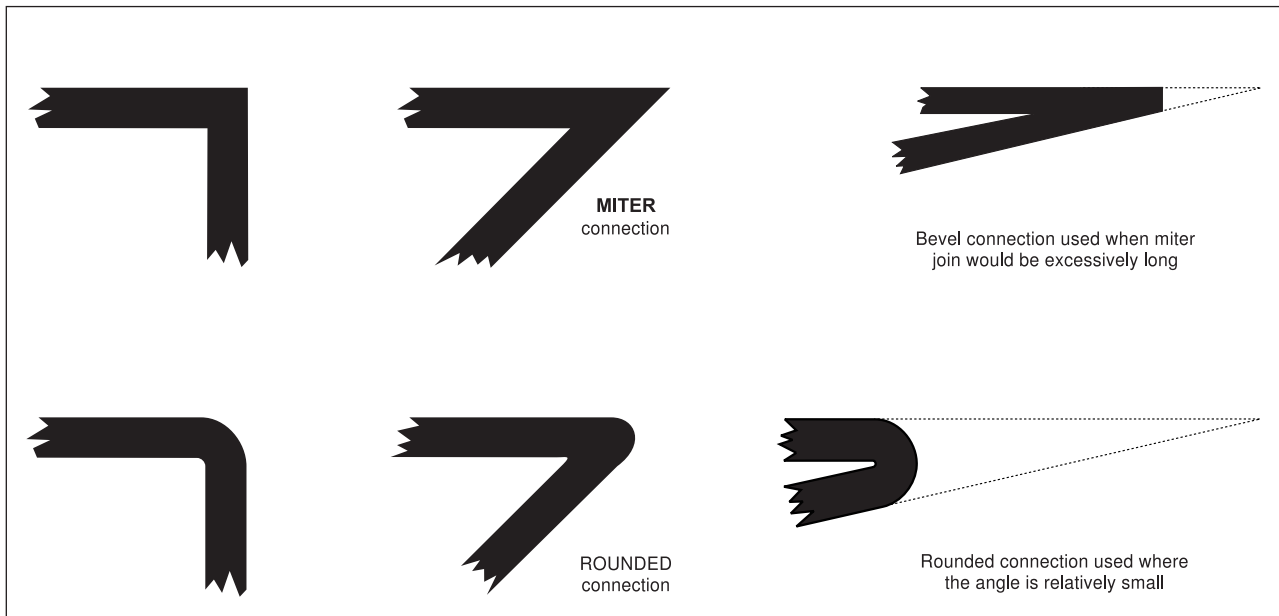 MITER
connection
Bevel connection used when miter
join would be excessively long
ROUNDED
connection
Rounded connection used where
the angle is relatively small